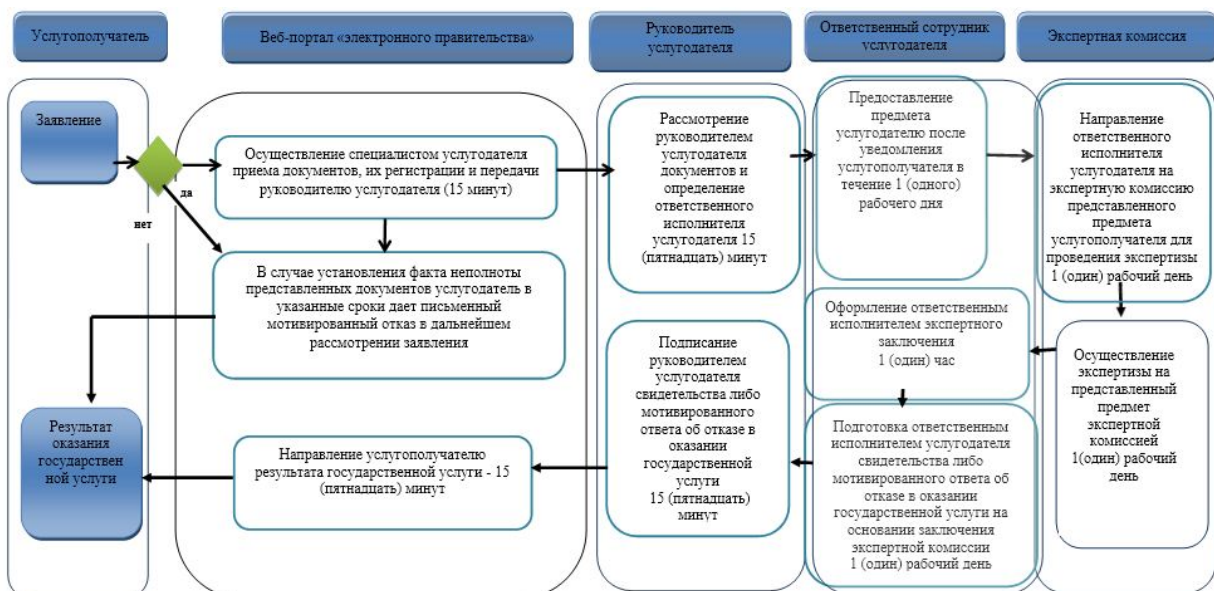 Услугополучатель
Веб-портал «электронного правительства»
Руководитель
услугодателя
Ответственный сотрудник
услугодателя
Экспертная комиссия
Заявление
да
нет
Осуществление специалистом услугодателя
приема документов, их регистрации и передачи
руководителю услугодателя (15 минут)
В случае установления факта неполноты
представленных документов услугодатель в
указанные сроки дает письменный
мотивированный отказ в дальнейшем
рассмотрении заявления
Рассмотрение
руководителем
услугодателя
документов и
определение
ответственного
исполнителя
услугодателя 15
(пятнадцать) минут
Предоставление
предмета
услугодателю после
уведомления
услугополучателя в
течение 1 (одного)
рабочего дня
Направление
ответственного
исполнителя
услугодателя на
экспертную комиссию
представленного
предмета
услугополучателя для
проведения экспертизы
1 (один) рабочий день
Осуществление
экспертизы на
представленный
предмет
экспертной
комиссией
1(один) рабочий
день
Оформление ответственным
исполнителем экспертного
заключения
1 (один) час
Подготовка ответственным
исполнителем услугодателя
свидетельства либо
мотивированного ответа об
отказе в оказании
государственной услуги на
основании заключения
экспертной комиссии
1 (один) рабочий день
Подписание
руководителем
услугодателя
свидетельства либо
мотивированного
ответа об отказе в
оказании
государственной
услуги
15 (пятнадцать)
минут
Направление услугополучателю
результата государственной услуги - 15
(пятнадцать) минут
Результат
оказания
государствен
ной услуги